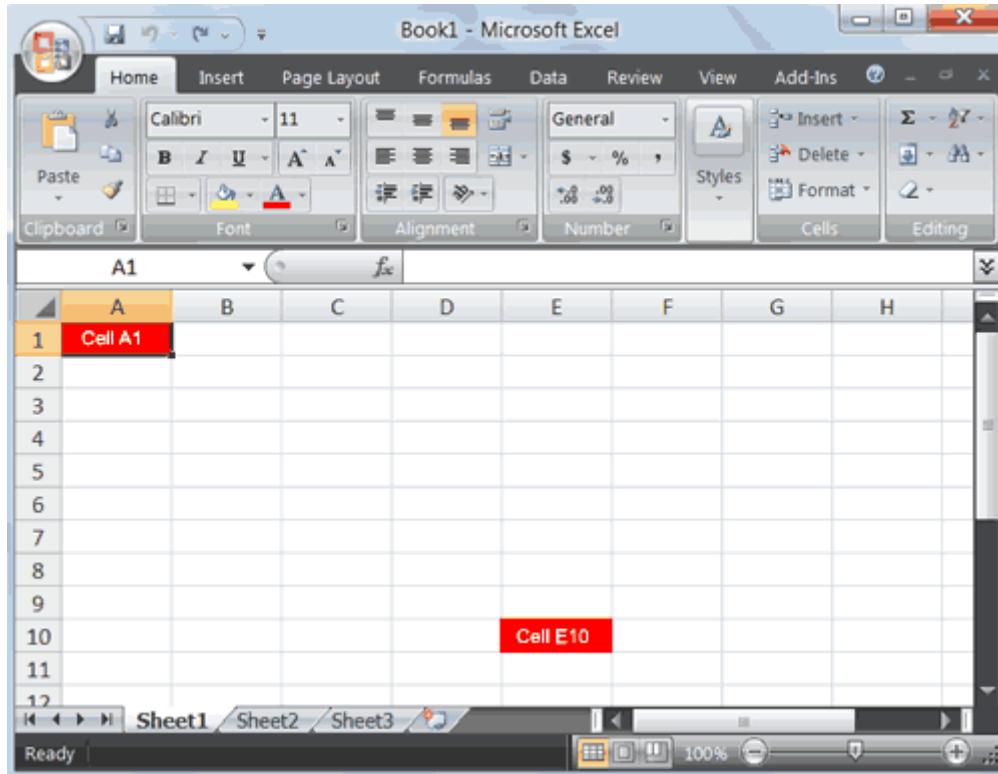 Book1 - Microsoft Excel
Home Insert Page Layout Formulas Data Review View Add-Ins
Calibri 11 General Insert
B I U A A $ % , Delete
Paste A Styles Format
Clipboard Font Alignment Number Cells Editing
A1 fx
A B C D E F G H
1 Cell A1
2
3
4
5
6
7
8
9
10 Cell E10
11
12
Sheet1 Sheet2 Sheet3
Ready 100%